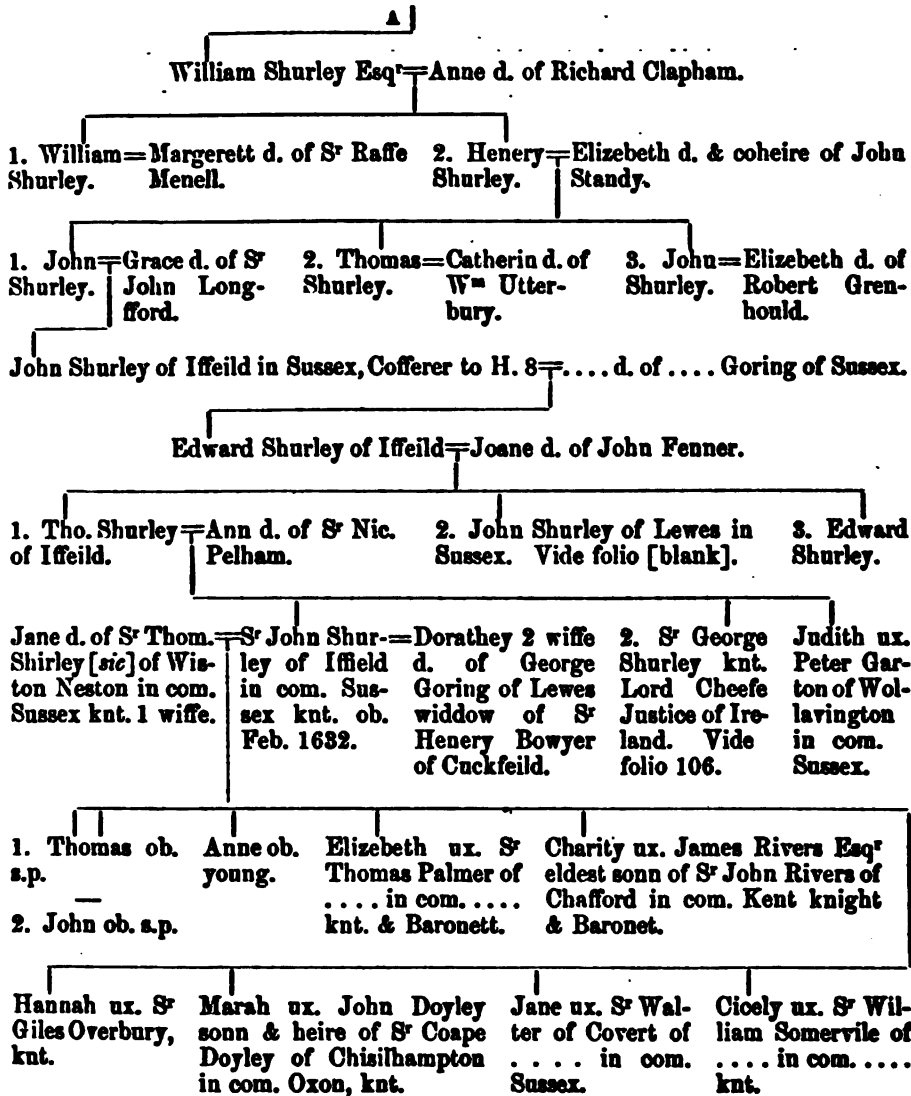 A
William Shurley Esqʳ=Anne d. of Richard Clapham.
1. William=Margerett d. of Sʳ Raffe
Shurley. Menell.
2. Henery=Elizebeth d. & coheire of John
Shurley. Standy.
1. John=Grace d. of Sʳ
Shurley. John Long-
fford.
2. Thomas=Catherin d. of
Shurley. Wᵐ Utter-
bury.
3. John=Elizebeth d. of
Shurley. Robert Gren-
hould.
John Shurley of Iffeild in Sussex, Cofferer to H. 8=.... d. of .... Goring of Sussex.
Edward Shurley of Iffeild=Joane d. of John Fenner.
1. Tho. Shurley=Ann d. of Sʳ Nic.
of Iffeild. Pelham.
2. John Shurley of Lewes in
Sussex. Vide folio [blank].
3. Edward
Shurley.
Jane d. of Sʳ Thom.=
Shirley [sic] of Wis-
ton Neston in com.
Sussex knt. 1 wiffe.
Sʳ John Shur-=
ley of Iffield
in com. Sus-
sex knt. ob.
Feb. 1632.
Dorathey 2 wiffe
d. of George
Goring of Lewes
widdow of Sʳ
Henery Bowyer
of Cuckfeild.
2. Sʳ George
Shurley knt.
Lord Cheefe
Justice of Ire-
land. Vide
folio 106.
Judith ux.
Peter Gar-
ton of Wol-
lavington
in com.
Sussex.
1. Thomas ob.
s.p.
—
2. John ob. s.p.
Anne ob.
young.
Elizebeth ux. Sʳ
Thomas Palmer of
.... in com. ....
knt. & Baronett.
Charity ux. James Rivers Esqʳ
eldest sonn of Sʳ John Rivers of
Chafford in com. Kent knight
& Baronet.
Hannah ux. Sʳ
Giles Overbury,
knt.
Marah ux. John Doyley
sonn & heire of Sʳ Coape
Doyley of Chisilhampton
in com. Oxon, knt.
Jane ux. Sʳ Wal-
ter of Covert of
..... in com.
Sussex.
Cicely ux. Sʳ Wil-
liam Somervile of
.... in com. .....
knt.